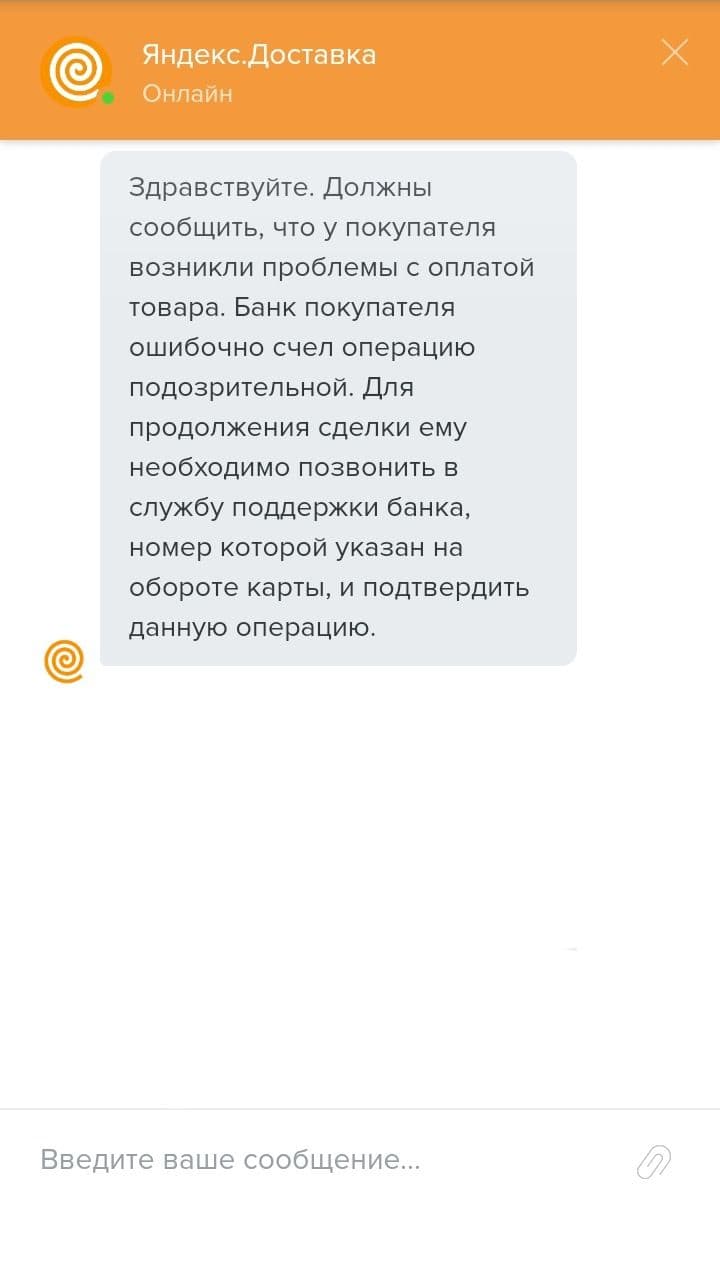 Яндекс.Доставка
Онлайн
Здравствуйте. Должны
сообщить, что у покупателя
возникли проблемы с оплатой
товара. Банк покупателя
ошибочно счел операцию
подозрительной. Для
продолжения сделки ему
необходимо позвонить в
службу поддержки банка,
номер которой указан на
обороте карты, и подтвердить
данную операцию.
Введите ваше сообщение...